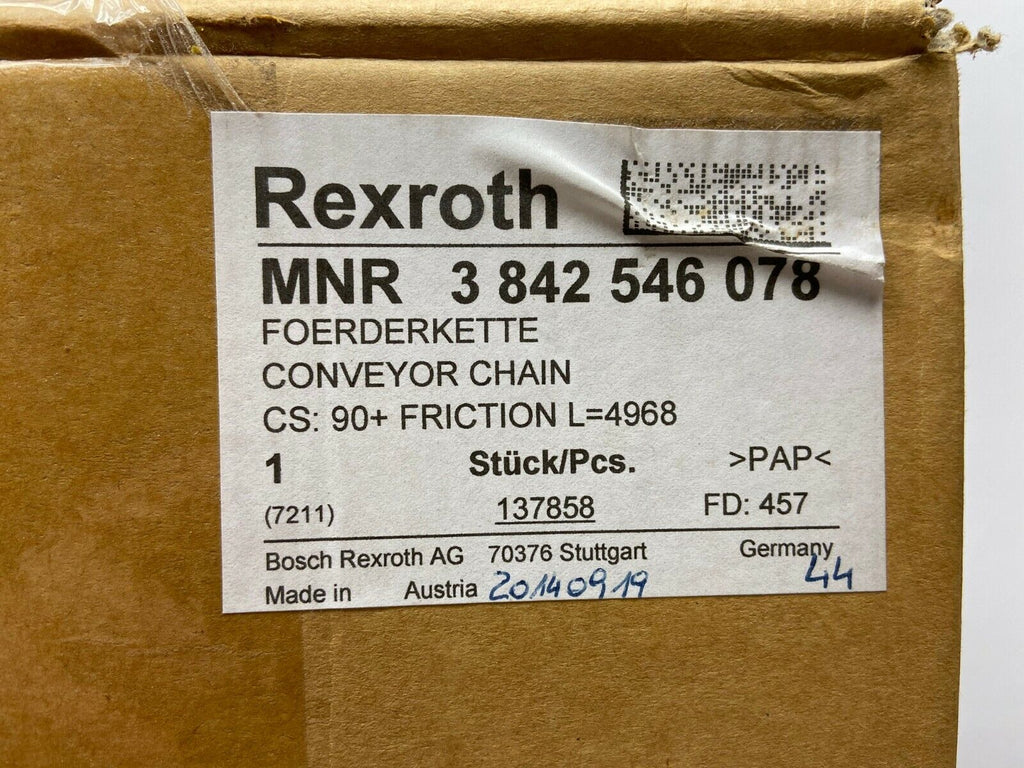 Rexroth
MNR 3 842 546 078
FOERDERKETTE
CONVEYOR CHAIN
CS: 90+ FRICTION L=4968
1 Stück/Pcs. >PAP<
(7211) 137858 FD: 457
Bosch Rexroth AG 70376 Stuttgart Germany
Made in Austria 20140919 44